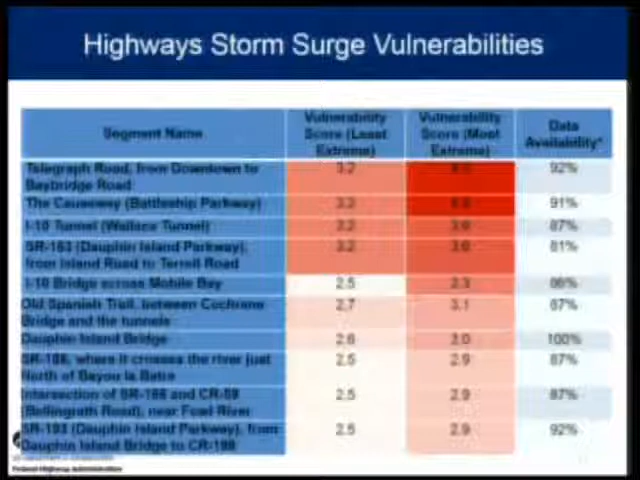 Highways Storm Surge Vulnerabilities
Segment Name
Vulnerability
Score (Least
Extreme)
Vulnerability
Score (Most
Extreme)
Data
Availability*
Telegraph Road, from Downtown to
Baybridge Road
3.2
92%
The Causeway (Battleship Parkway)
3.2
91%
I-10 Tunnel (Wallace Tunnel)
3.2
3.6
87%
SR-163 (Dauphin Island Parkway),
from Island Road to Terrell Road
3.2
3.6
81%
I-10 Bridge across Mobile Bay
2.5
Old Spanish Trail, between Cochrane
Bridge and the tunnels
2.7
3.1
87%
Dauphin Island Bridge
2.6
3.0
100%
SR-188, where it crosses the river just
North of Bayou la Batre
2.5
2.9
87%
Intersection of SR-188 and CR-59
(Bellingrath Road), near Fowl River
2.5
2.9
87%
SR-193 (Dauphin Island Parkway), from
Dauphin Island Bridge to CR-188
2.5
2.9
92%
Federal Highway Administration